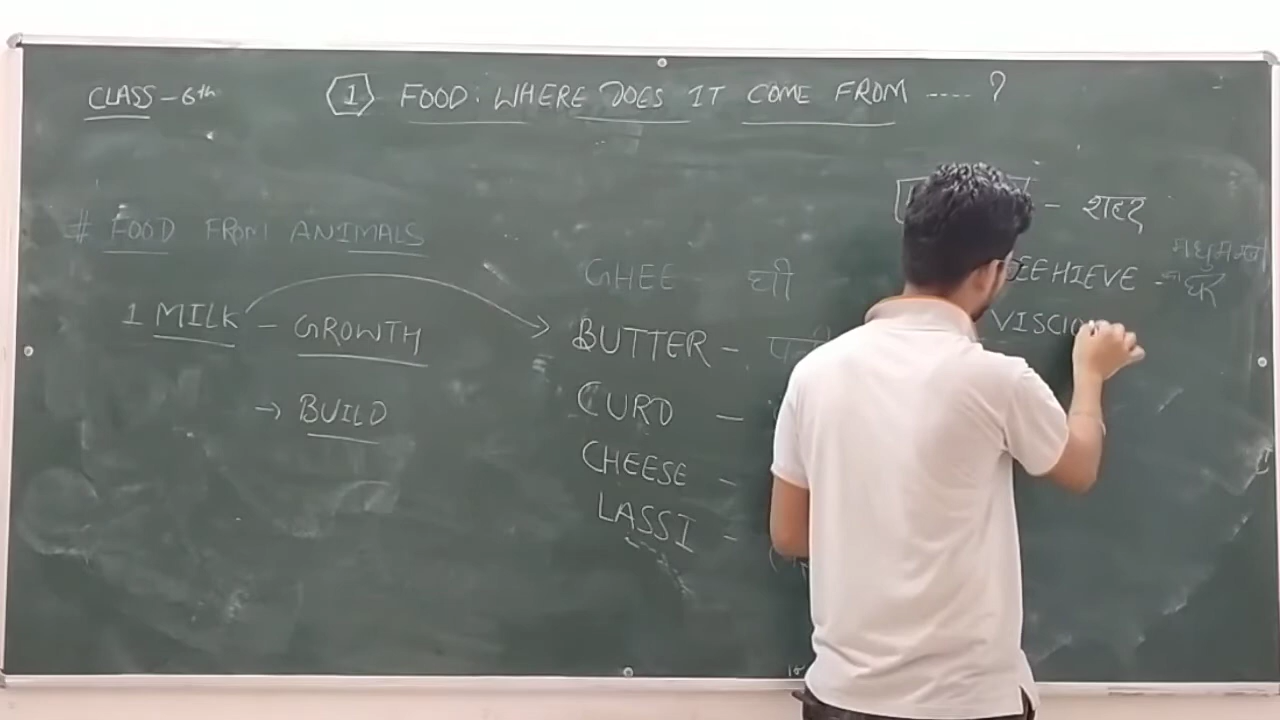 CLASS - 6th
1 FOOD: WHERE DOES IT COME FROM ---- ?
# FOOD FROM ANIMALS
1 MILK - GROWTH
→ BUILD
GHEE घी
BUTTER -
CURD -
CHEESE -
LASSI -
- शहद
EEHIEVE - मधुमक्खी का घर
VISCIO